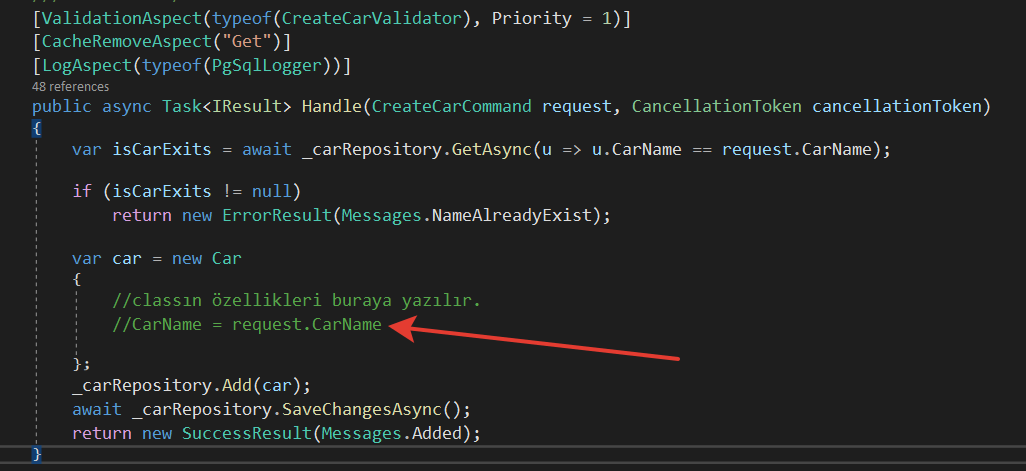 [ValidationAspect(typeof(CreateCarValidator), Priority = 1)]
[CacheRemoveAspect("Get")]
[LogAspect(typeof(PgSqlLogger))]
48 references
public async Task<IResult> Handle(CreateCarCommand request, CancellationToken cancellationToken)
{
var isCarExits = await _carRepository.GetAsync(u => u.CarName == request.CarName);
if (isCarExits != null)
return new ErrorResult(Messages.NameAlreadyExist);
var car = new Car
{
//classın özellikleri buraya yazılır.
//CarName = request.CarName
};
_carRepository.Add(car);
await _carRepository.SaveChangesAsync();
return new SuccessResult(Messages.Added);
}